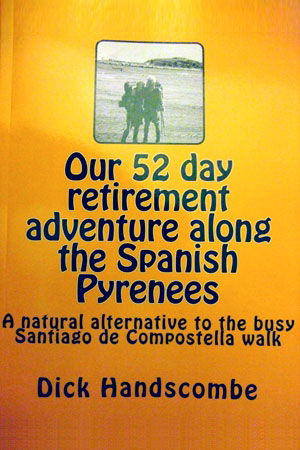 Our 52 day
retirement
adventure along
the Spanish
Pyrenees
A natural alternative to the busy
Santiago de Compostella walk
Dick Handscombe